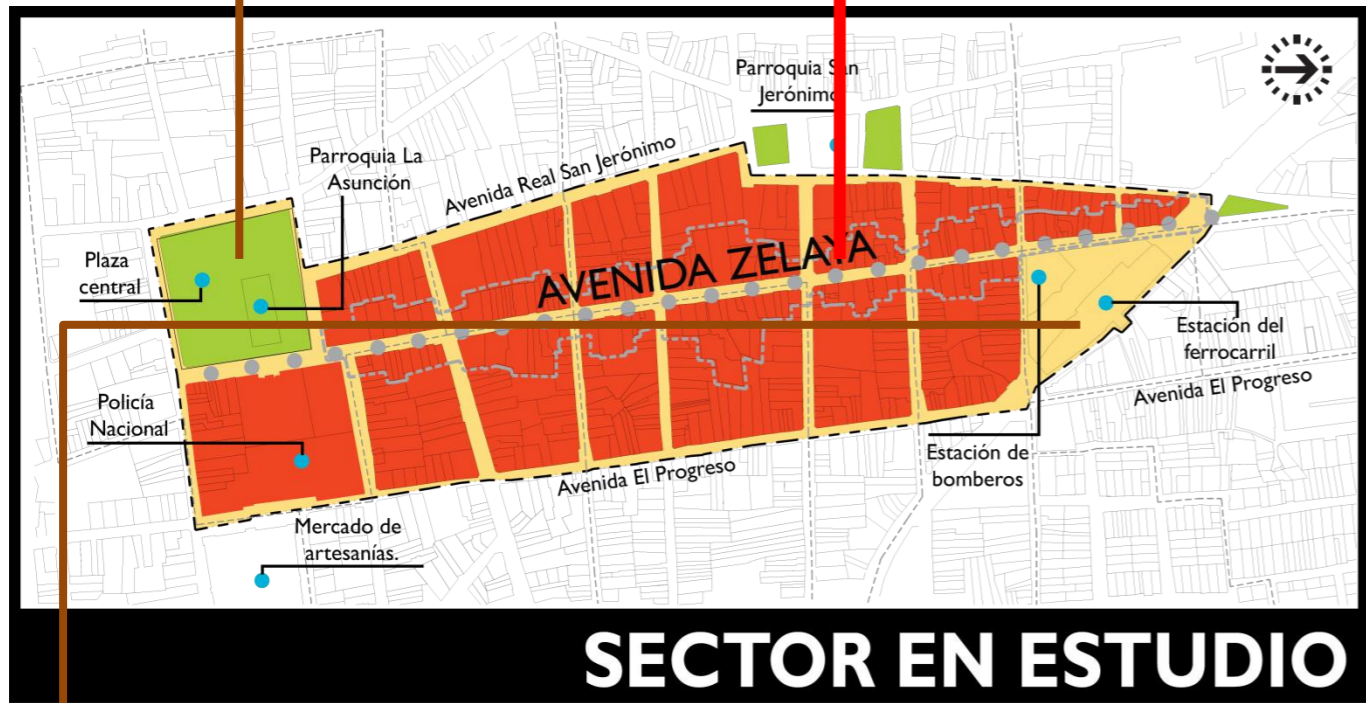 Parroquia San
Jerónimo
Parroquia La
Asunción
Avenida Real San Jerónimo
Plaza
central
AVENIDA ZELAYA
Estación del
ferrocarril
Avenida El Progreso
Policía
Nacional
Estación de
bomberos
Avenida El Progreso
Mercado de
artesanías.
SECTOR EN ESTUDIO